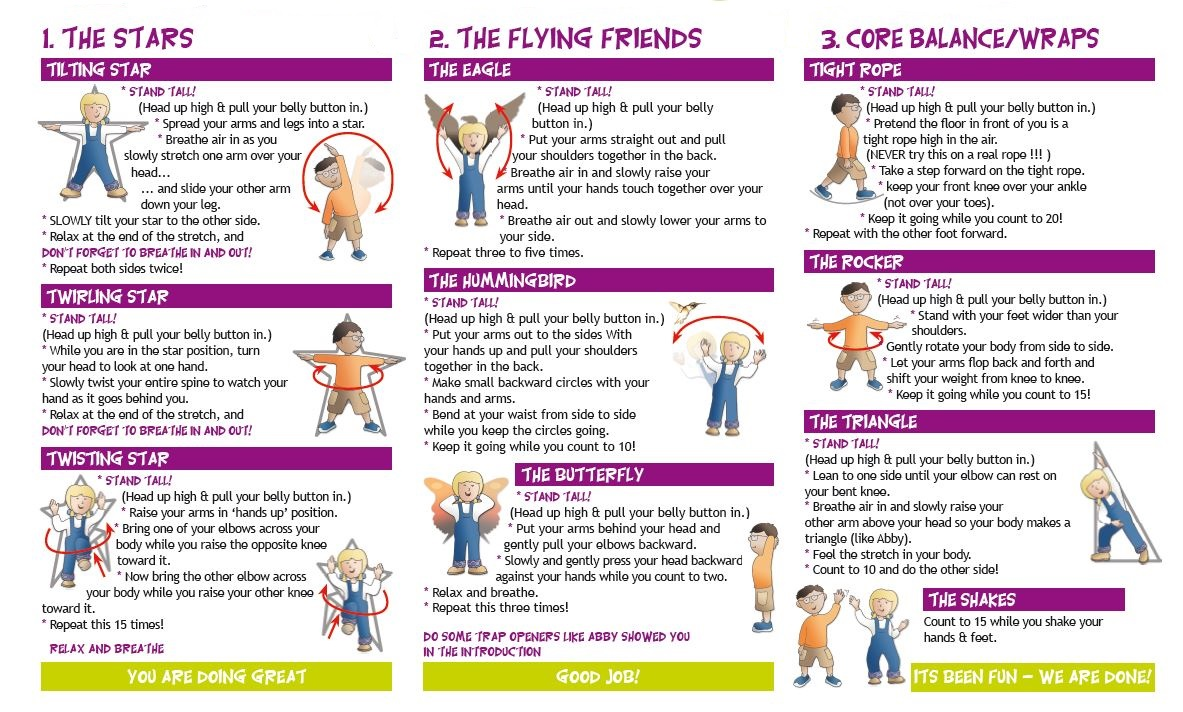 1. THE STARS
TILTING STAR
* STAND TALL!
(Head up high & pull your belly button in.)
* Spread your arms and legs into a star.
* Breathe air in as you
slowly stretch one arm over your
head...
... and slide your other arm
down your leg.
* SLOWLY tilt your star to the other side.
* Relax at the end of the stretch, and
DON'T FORGET TO BREATHE IN AND OUT!
* Repeat both sides twice!
TWIRLING STAR
* STAND TALL!
(Head up high & pull your belly button in.)
* While you are in the star position, turn
your head to look at one hand.
* Slowly twist your entire spine to watch your
hand as it goes behind you.
* Relax at the end of the stretch, and
DON'T FORGET TO BREATHE IN AND OUT!
TWISTING STAR
* STAND TALL!
(Head up high & pull your belly button in.)
* Raise your arms in 'hands up' position.
* Bring one of your elbows across your
body while you raise the opposite knee
toward it.
* Now bring the other elbow across
your body while you raise your other knee
toward it.
* Repeat this 15 times!
RELAX AND BREATHE
YOU ARE DOING GREAT
2. THE FLYING FRIENDS
THE EAGLE
* STAND TALL!
(Head up high & pull your belly
button in.)
* Put your arms straight out and pull
your shoulders together in the back.
* Breathe air in and slowly raise your
arms until your hands touch together over your
head.
* Breathe air out and slowly lower your arms to
your side.
* Repeat three to five times.
THE HUMMINGBIRD
* STAND TALL!
(Head up high & pull your belly button in.)
* Put your arms out to the sides With
your hands up and pull your shoulders
together in the back.
* Make small backward circles with your
hands and arms.
* Bend at your waist from side to side
while you keep the circles going.
* Keep it going while you count to 10!
THE BUTTERFLY
* STAND TALL!
(Head up high & pull your belly button in.)
* Put your arms behind your head and
gently pull your elbows backward.
* Slowly and gently press your head backward
against your hands while you count to two.
* Relax and breathe.
* Repeat this three times!
DO SOME TRAP OPENERS LIKE ABBY SHOWED YOU
IN THE INTRODUCTION
GOOD JOB!
3. CORE BALANCE/WRAPS
TIGHT ROPE
* STAND TALL!
(Head up high & pull your belly button in.)
* Pretend the floor in front of you is a
tight rope high in the air.
(NEVER try this on a real rope !!! )
* Take a step forward on the tight rope.
* keep your front knee over your ankle
(not over your toes).
* Keep it going while you count to 20!
* Repeat with the other foot forward.
THE ROCKER
* STAND TALL!
(Head up high & pull your belly button in.)
* Stand with your feet wider than your
shoulders.
Gently rotate your body from side to side.
* Let your arms flop back and forth and
shift your weight from knee to knee.
* Keep it going while you count to 15!
THE TRIANGLE
* STAND TALL!
(Head up high & pull your belly button in.)
* Lean to one side until your elbow can rest on
your bent knee.
* Breathe air in and slowly raise your
other arm above your head so your body makes a
triangle (like Abby).
* Feel the stretch in your body.
* Count to 10 and do the other side!
THE SHAKES
Count to 15 while you shake your
hands & feet.
ITS BEEN FUN - WE ARE DONE!